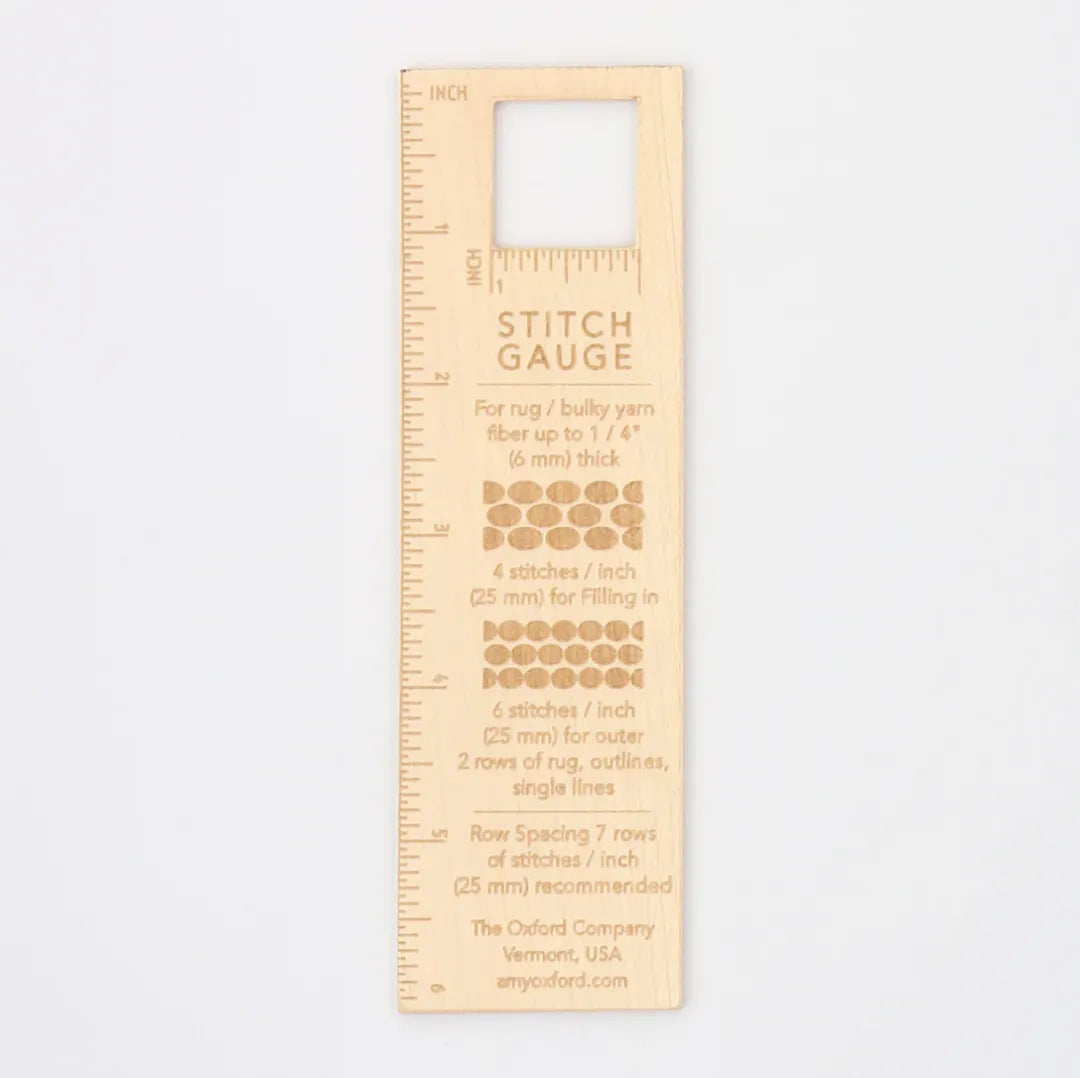 INCH
1
2
3
4
5
6
INCH
1
STITCH
GAUGE
For rug / bulky yarn
fiber up to 1 / 4"
(6 mm) thick
4 stitches / inch
(25 mm) for Filling in
6 stitches / inch
(25 mm) for outer
2 rows of rug, outlines,
single lines
Row Spacing 7 rows
of stitches / inch
(25 mm) recommended
The Oxford Company
Vermont, USA
amyoxford.com